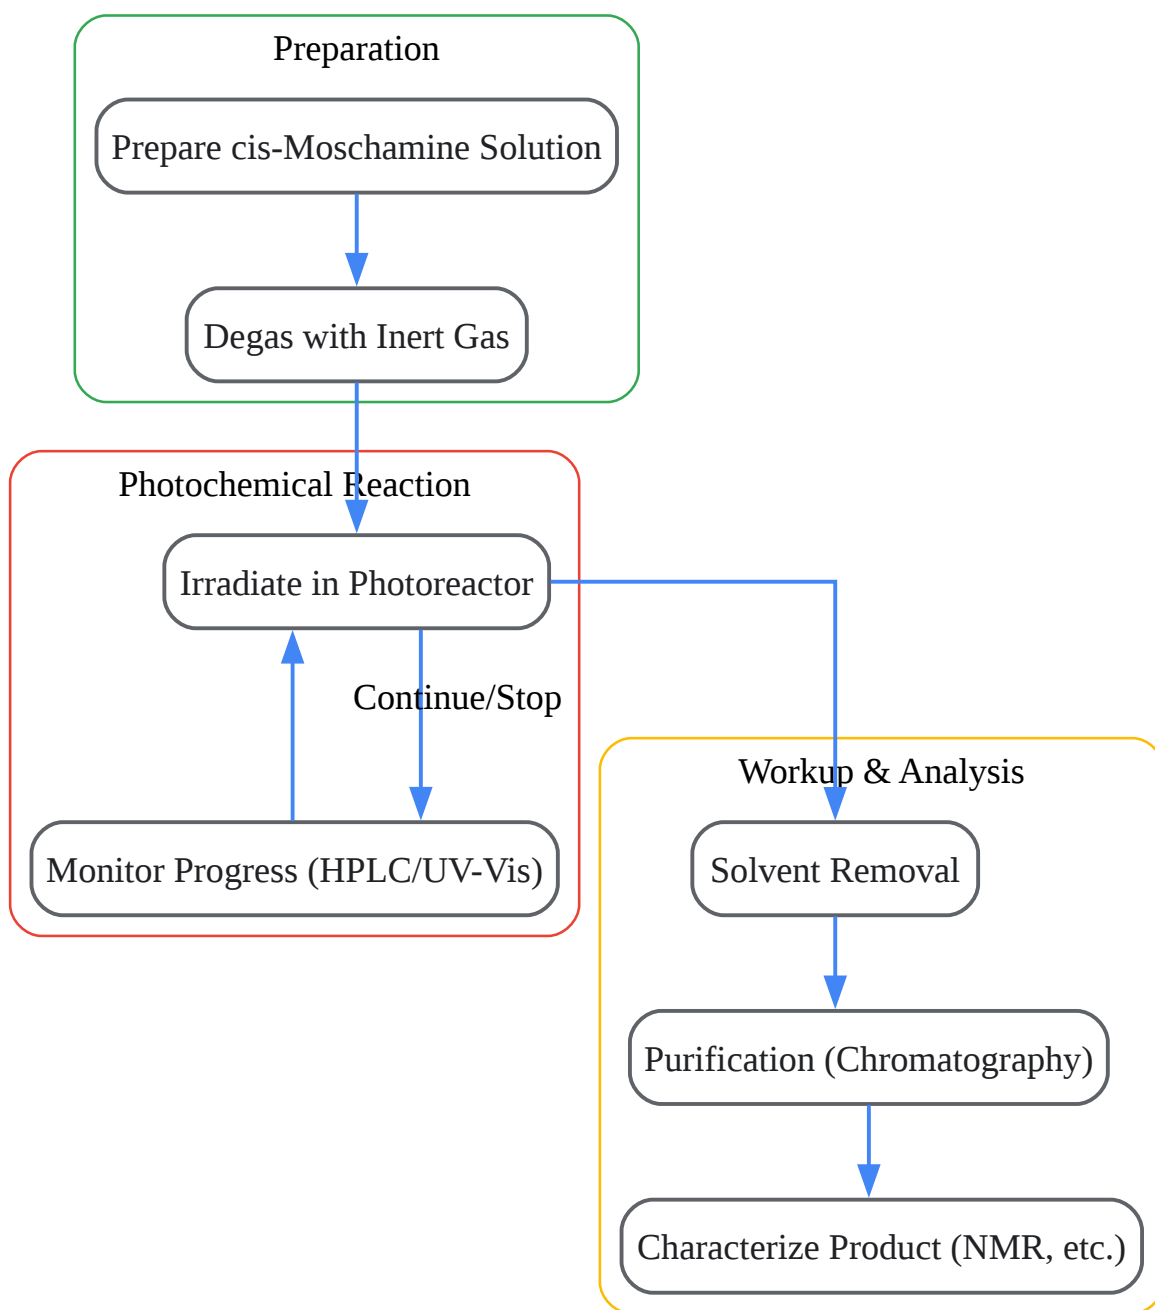 Preparation
Prepare cis-Moschamine Solution
Degas with Inert Gas
Photochemical Reaction
Irradiate in Photoreactor
Continue/Stop
Monitor Progress (HPLC/UV-Vis)
Workup & Analysis
Solvent Removal
Purification (Chromatography)
Characterize Product (NMR, etc.)